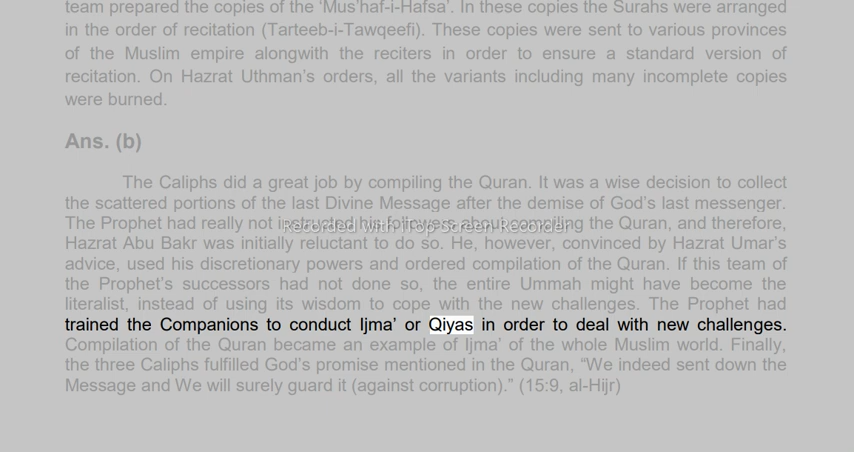 team prepared the copies of the ‘Mus’haf-i-Hafsa’. In these copies the Surahs were arranged
in the order of recitation (Tarteeb-i-Tawqeefi). These copies were sent to various provinces
of the Muslim empire alongwith the reciters in order to ensure a standard version of
recitation. On Hazrat Uthman’s orders, all the variants including many incomplete copies
were burned.
Ans. (b)
The Caliphs did a great job by compiling the Quran. It was a wise decision to collect
the scattered portions of the last Divine Message after the demise of God’s last messenger.
The Prophet had really not instructed his followers about compiling the Quran, and therefore,
Recorded with iTop Screen Recorder
Hazrat Abu Bakr was initially reluctant to do so. He, however, convinced by Hazrat Umar’s
advice, used his discretionary powers and ordered compilation of the Quran. If this team of
the Prophet’s successors had not done so, the entire Ummah might have become the
literalist, instead of using its wisdom to cope with the new challenges. The Prophet had
trained the Companions to conduct Ijma’ or Qiyas in order to deal with new challenges.
Compilation of the Quran became an example of Ijma’ of the whole Muslim world. Finally,
the three Caliphs fulfilled God’s promise mentioned in the Quran, “We indeed sent down the
Message and We will surely guard it (against corruption).” (15:9, al-Hijr)